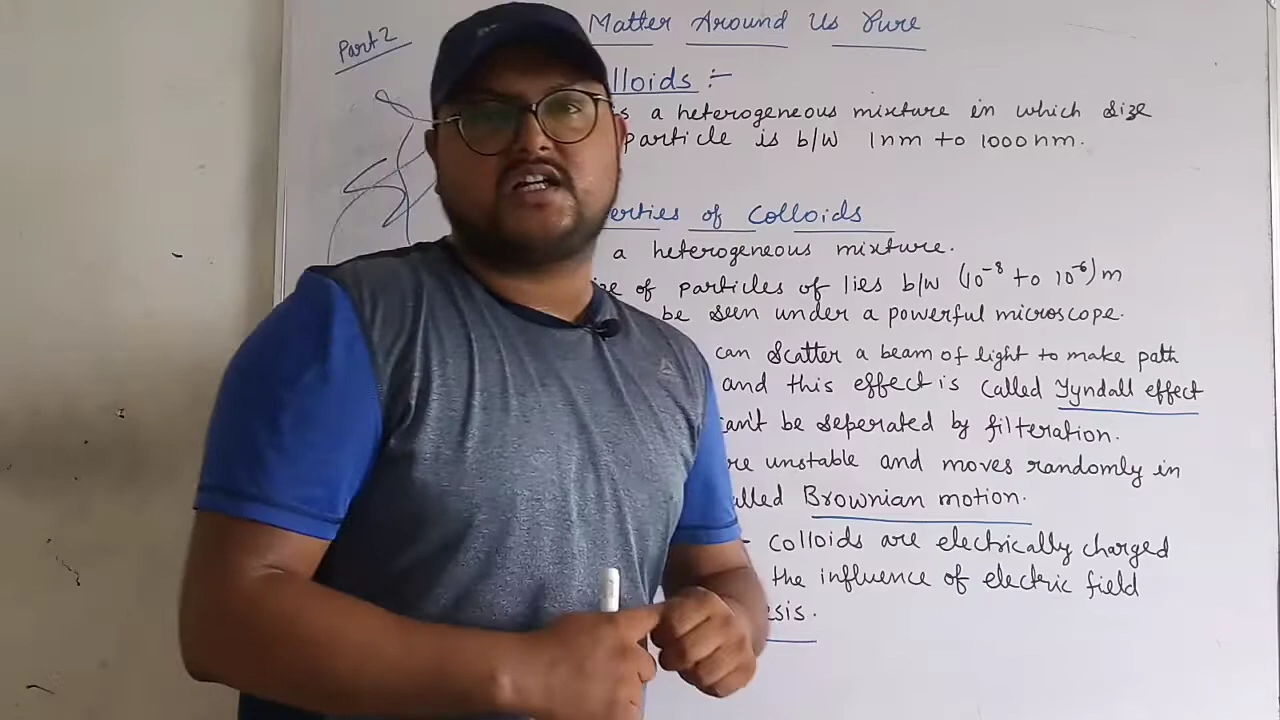 Part 2
Matter Around Us Pure
lloids :-
is a heterogeneous mixture in which size
particle is b/w 1nm to 1000nm.
erties of Colloids
a heterogeneous mixture.
ize of particles of lies b/w (10⁻⁸ to 10⁻⁶) m
be seen under a powerful microscope.
can scatter a beam of light to make path
and this effect is called Tyndall effect
can't be seperated by filteration.
re unstable and moves randomly in
alled Brownian motion.
- colloids are electrically charged
the influence of electric field
esis.